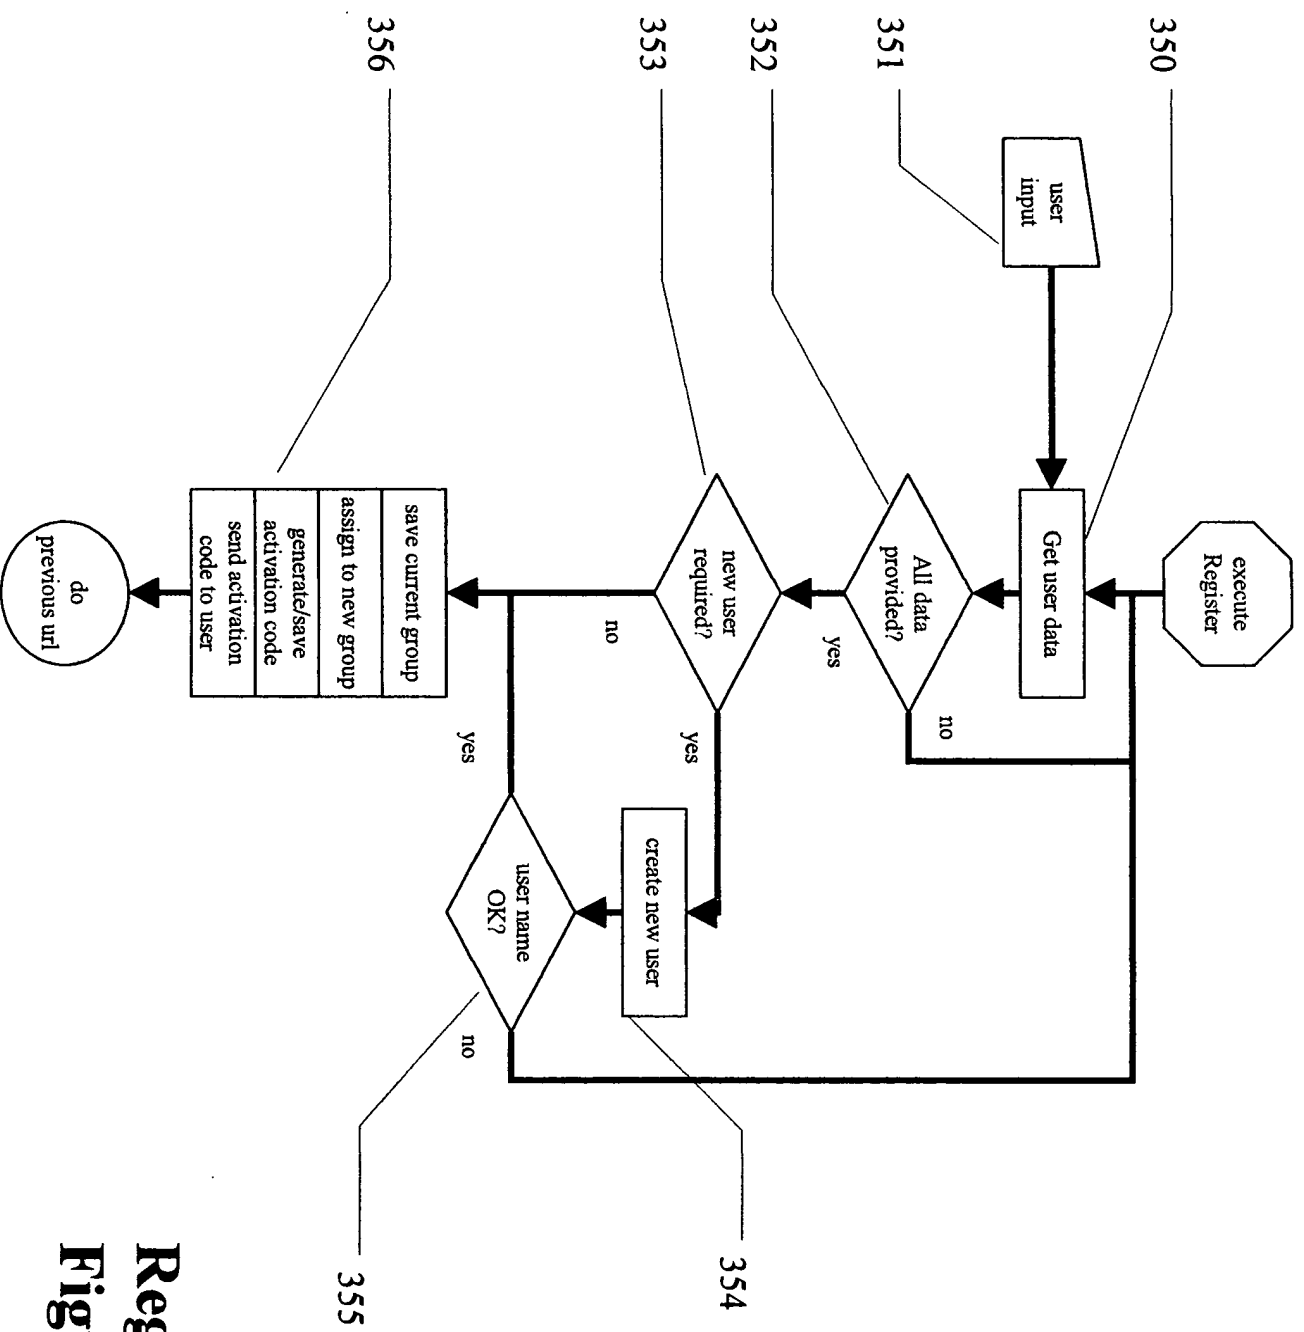 350
351
352
353
356
execute
Register
user
input
Get user data
All data
provided?
no
yes
new user
required?
yes
no
create new user
user name
OK?
yes
no
save current group
assign to new group
generate/save
activation code
send activation
code to user
do
previous url
354
355